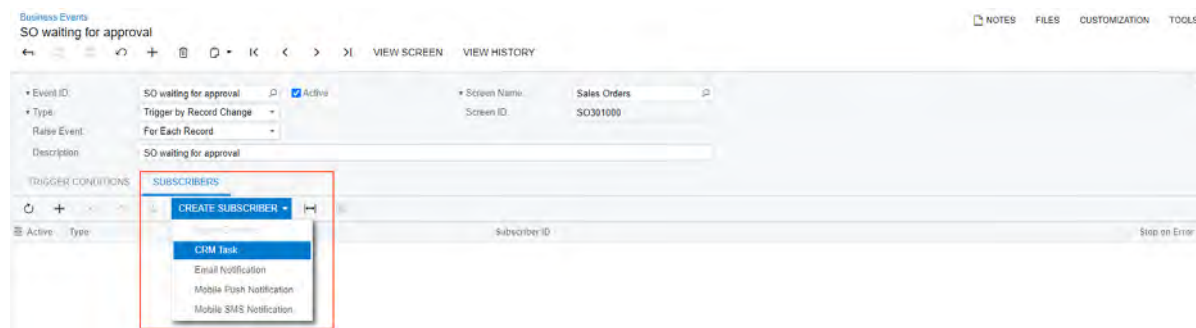 Business Events
SO waiting for approval
NOTES FILES CUSTOMIZATION TOOLS
VIEW SCREEN VIEW HISTORY
* Event ID: SO waiting for approval Active * Screen Name: Sales Orders
* Type: Trigger by Record Change Screen ID: SO301000
Raise Event: For Each Record
Description: SO waiting for approval
TRIGGER CONDITIONS SUBSCRIBERS
CREATE SUBSCRIBER
Active Type Subscriber ID Stop on Error
CRM Task
Email Notification
Mobile Push Notification
Mobile SMS Notification